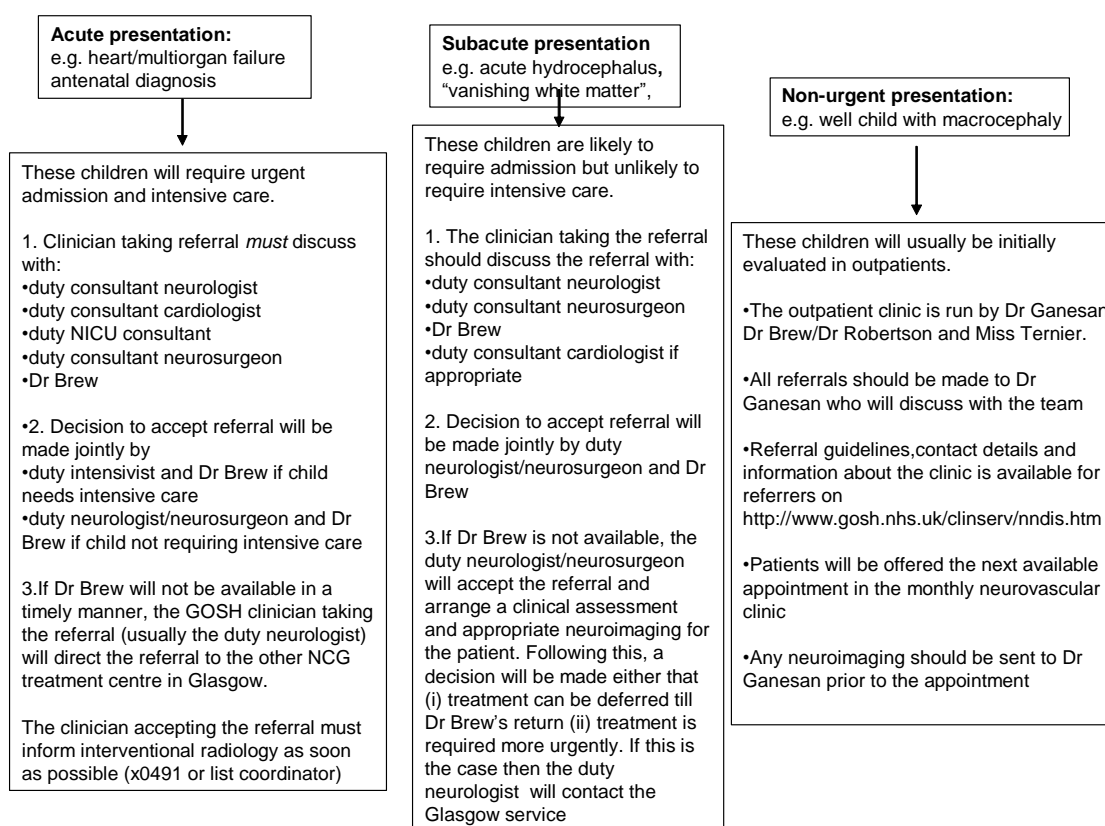 Acute presentation:
e.g. heart/multiorgan failure
antenatal diagnosis
These children will require urgent
admission and intensive care.
1. Clinician taking referral must discuss
with:
•duty consultant neurologist
•duty consultant cardiologist
•duty NICU consultant
•duty consultant neurosurgeon
•Dr Brew
•2. Decision to accept referral will be
made jointly by
•duty intensivist and Dr Brew if child
needs intensive care
•duty neurologist/neurosurgeon and Dr
Brew if child not requiring intensive care
3.If Dr Brew will not be available in a
timely manner, the GOSH clinician taking
the referral (usually the duty neurologist)
will direct the referral to the other NCG
treatment centre in Glasgow.
The clinician accepting the referral must
inform interventional radiology as soon
as possible (x0491 or list coordinator)
Subacute presentation
e.g. acute hydrocephalus,
“vanishing white matter”,
These children are likely to
require admission but unlikely to
require intensive care.
1. The clinician taking the referral
should discuss the referral with:
•duty consultant neurologist
•duty consultant neurosurgeon
•Dr Brew
•duty consultant cardiologist if
appropriate
2. Decision to accept referral will
be made jointly by duty
neurologist/neurosurgeon and Dr
Brew
3.If Dr Brew is not available, the
duty neurologist/neurosurgeon
will accept the referral and
arrange a clinical assessment
and appropriate neuroimaging for
the patient. Following this, a
decision will be made either that
(i) treatment can be deferred till
Dr Brew’s return (ii) treatment is
required more urgently. If this is
the case then the duty
neurologist will contact the
Glasgow service
Non-urgent presentation:
e.g. well child with macrocephaly
These children will usually be initially
evaluated in outpatients.
•The outpatient clinic is run by Dr Ganesan
Dr Brew/Dr Robertson and Miss Ternier.
•All referrals should be made to Dr
Ganesan who will discuss with the team
•Referral guidelines,contact details and
information about the clinic is available for
referrers on
http://www.gosh.nhs.uk/clinserv/nndis.htm
•Patients will be offered the next available
appointment in the monthly neurovascular
clinic
•Any neuroimaging should be sent to Dr
Ganesan prior to the appointment